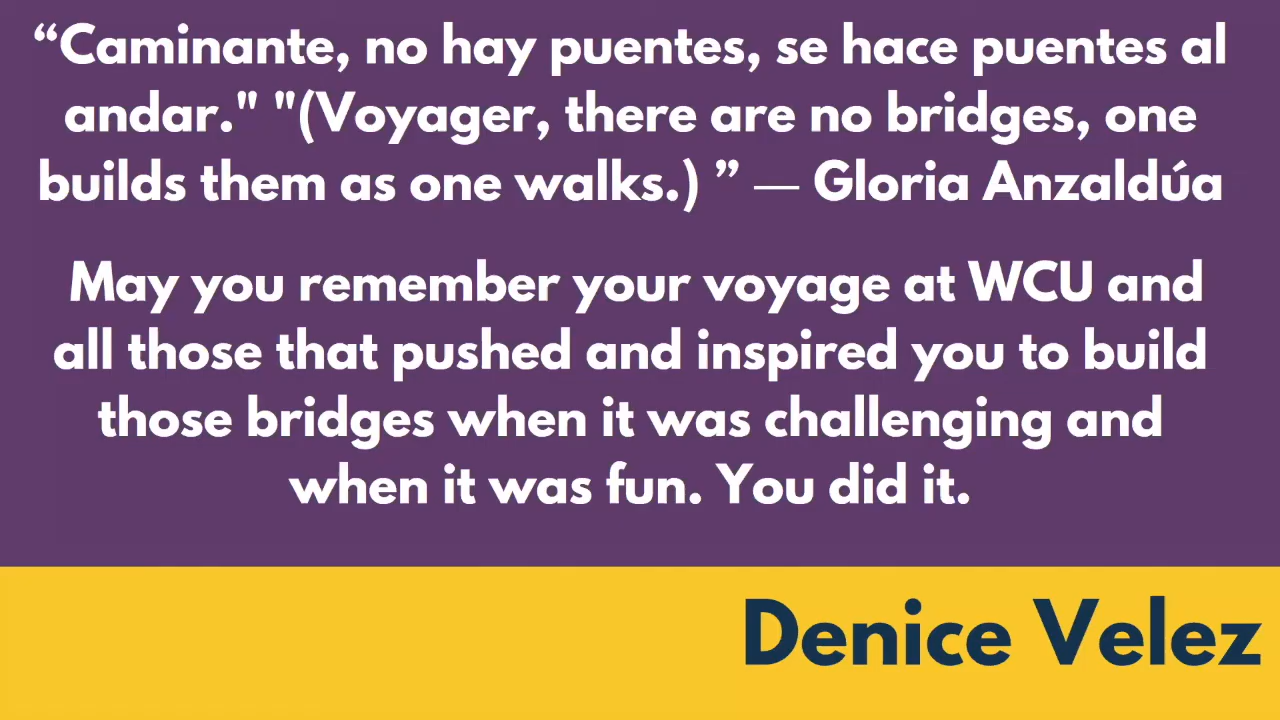 “Caminante, no hay puentes, se hace puentes al
andar." "(Voyager, there are no bridges, one
builds them as one walks.) ” — Gloria Anzaldúa
May you remember your voyage at WCU and
all those that pushed and inspired you to build
those bridges when it was challenging and
when it was fun. You did it.
Denice Velez